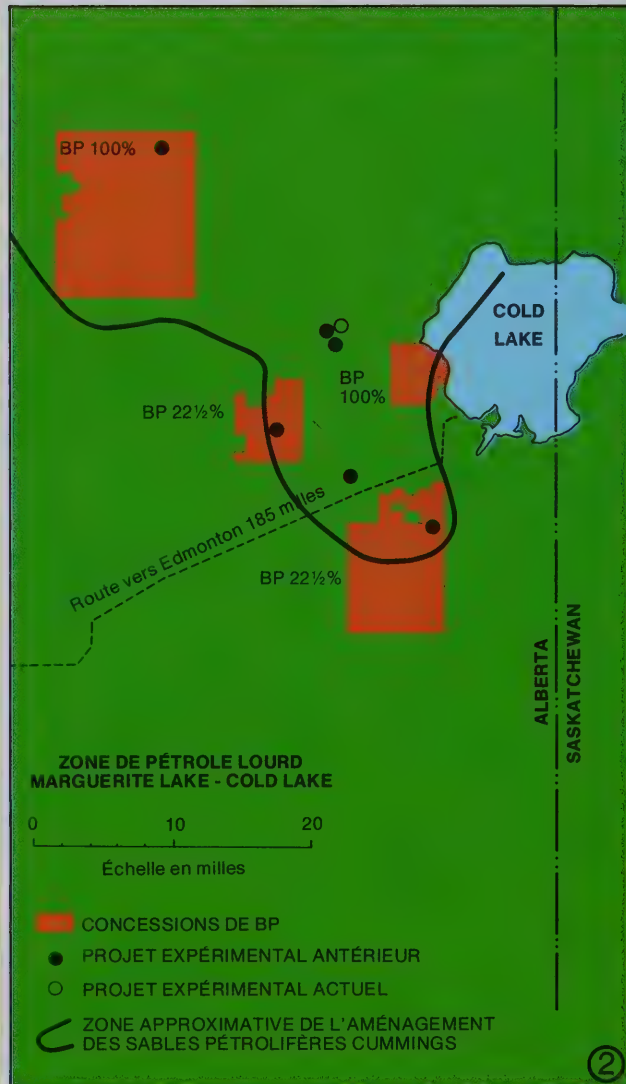 BP 100%
COLD
LAKE
BP
100%
BP 22½%
Route vers Edmonton 185 milles
BP 22½%
ALBERTA
SASKATCHEWAN
ZONE DE PÉTROLE LOURD
MARGUERITE LAKE - COLD LAKE
0 10 20
Échelle en milles
CONCESSIONS DE BP
PROJET EXPÉRIMENTAL ANTÉRIEUR
PROJET EXPÉRIMENTAL ACTUEL
ZONE APPROXIMATIVE DE L'AMÉNAGEMENT
DES SABLES PÉTROLIFÈRES CUMMINGS
2